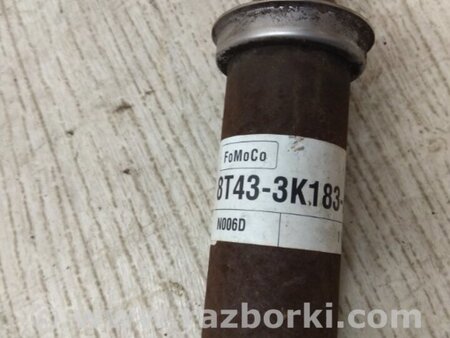 FoMoCo
8T43-3K183-
N006D
razborki.com